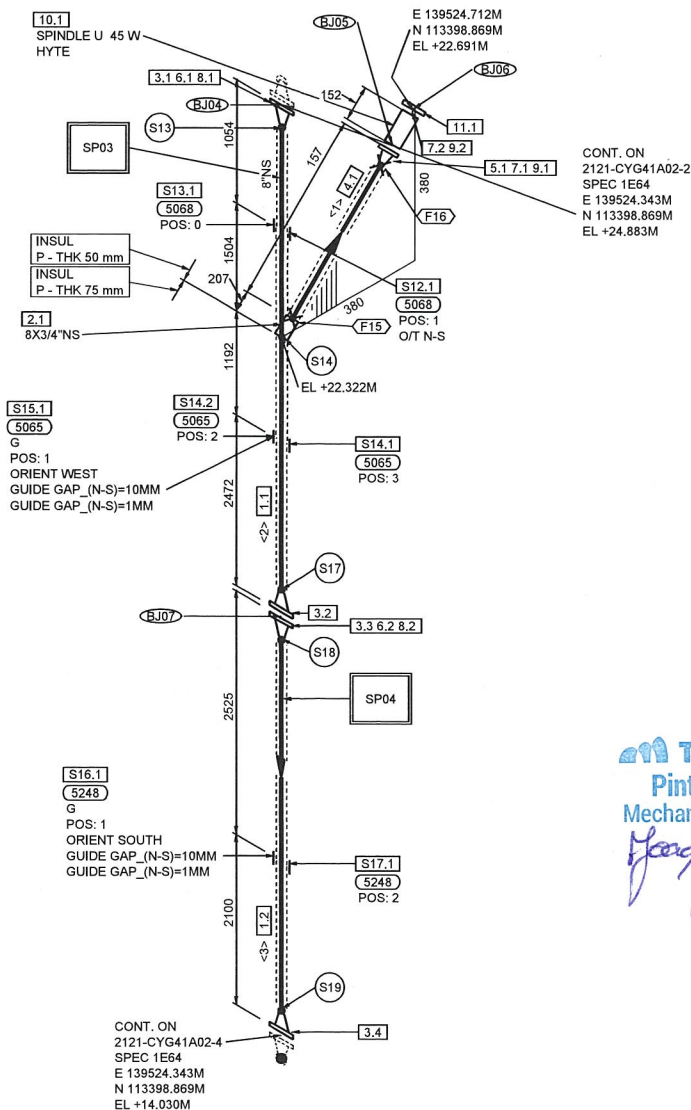 10.1
SPINDLE U 45 W
HYTE
BJ05
E 139524.712M
N 113398.869M
EL +22.691M
BJ06
3.1 6.1 8.1
BJ04
152
11.1
S13
1054
7.2 9.2
SP03
157
8"NS
380
5.1 7.1 9.1
CONT. ON
2121-CYG41A02-2
SPEC 1E64
E 139524.343M
N 113398.869M
EL +24.883M
S13.1
5068
POS: 0
<1> 4.1
F16
1504
INSUL
P - THK 50 mm
INSUL
P - THK 75 mm
207
S12.1
5068
POS: 1
O/T N-S
380
F15
2.1
8X3/4"NS
S14
EL +22.322M
1192
S15.1
5065
G
POS: 1
ORIENT WEST
GUIDE GAP_(N-S)=10MM
GUIDE GAP_(N-S)=1MM
S14.2
5065
POS: 2
S14.1
5065
POS: 3
2472
<2> 1.1
S17
BJ07
3.2
3.3 6.2 8.2
S18
SP04
2525
S16.1
5248
G
POS: 1
ORIENT SOUTH
GUIDE GAP_(N-S)=10MM
GUIDE GAP_(N-S)=1MM
S17.1
5248
POS: 2
2100
<3> 1.2
S19
3.4
CONT. ON
2121-CYG41A02-4
SPEC 1E64
E 139524.343M
N 113398.869M
EL +14.030M
T
Pint
Mechan